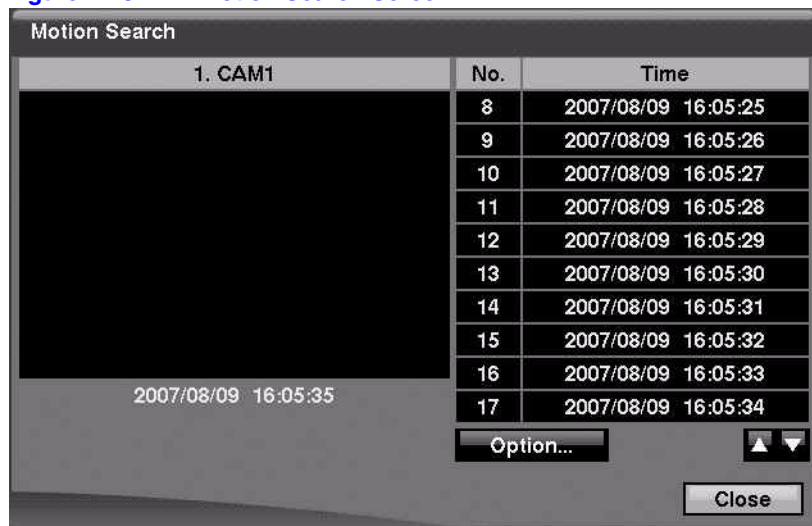 Motion Search
1. CAM1
No. Time
8 2007/08/09 16:05:25
9 2007/08/09 16:05:26
10 2007/08/09 16:05:27
11 2007/08/09 16:05:28
12 2007/08/09 16:05:29
13 2007/08/09 16:05:30
14 2007/08/09 16:05:31
15 2007/08/09 16:05:32
16 2007/08/09 16:05:33
17 2007/08/09 16:05:34
2007/08/09 16:05:35
Option...
Close